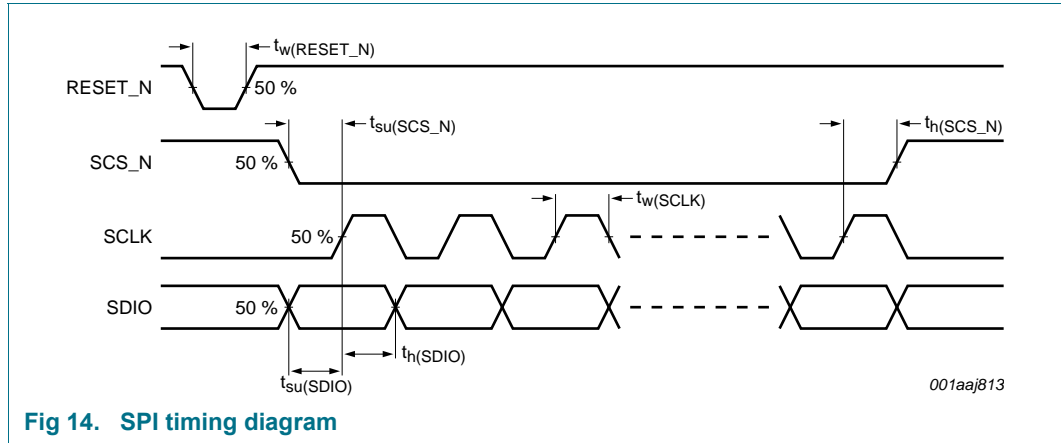 tw(RESET_N)
RESET_N
50 %
tsu(SCS_N)
th(SCS_N)
SCS_N
50 %
tw(SCLK)
SCLK
50 %
SDIO
50 %
th(SDIO)
tsu(SDIO)
001aaj813
Fig 14. SPI timing diagram